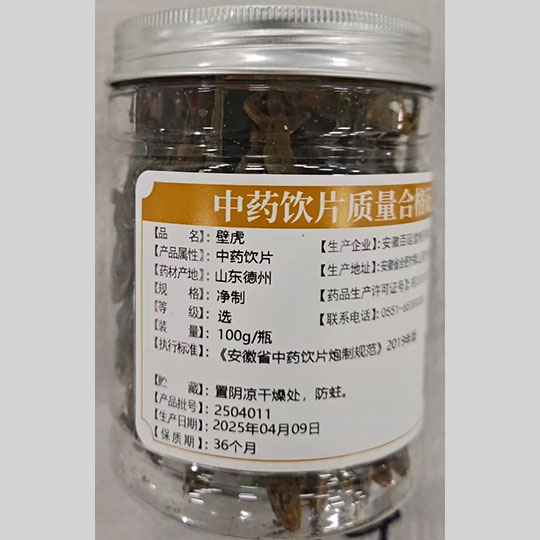 中药饮片质量合格
【品 名】：壁虎
【产品属性】：中药饮片
【药材产地】：山东德州
【规 格】：净制
【等 级】：选
【装 量】：100g/瓶
【执行标准】：《安徽省中药饮片炮制规范》2019年版
【贮 藏】：置阴凉干燥处，防蛀。
【产品批号】：2504011
【生产日期】：2025年04月09日
【保质期】：36个月
【生产企业】：安徽百
【生产地址】：安徽省合肥市
【药品生产许可证号】：
【联系电话】：0551-